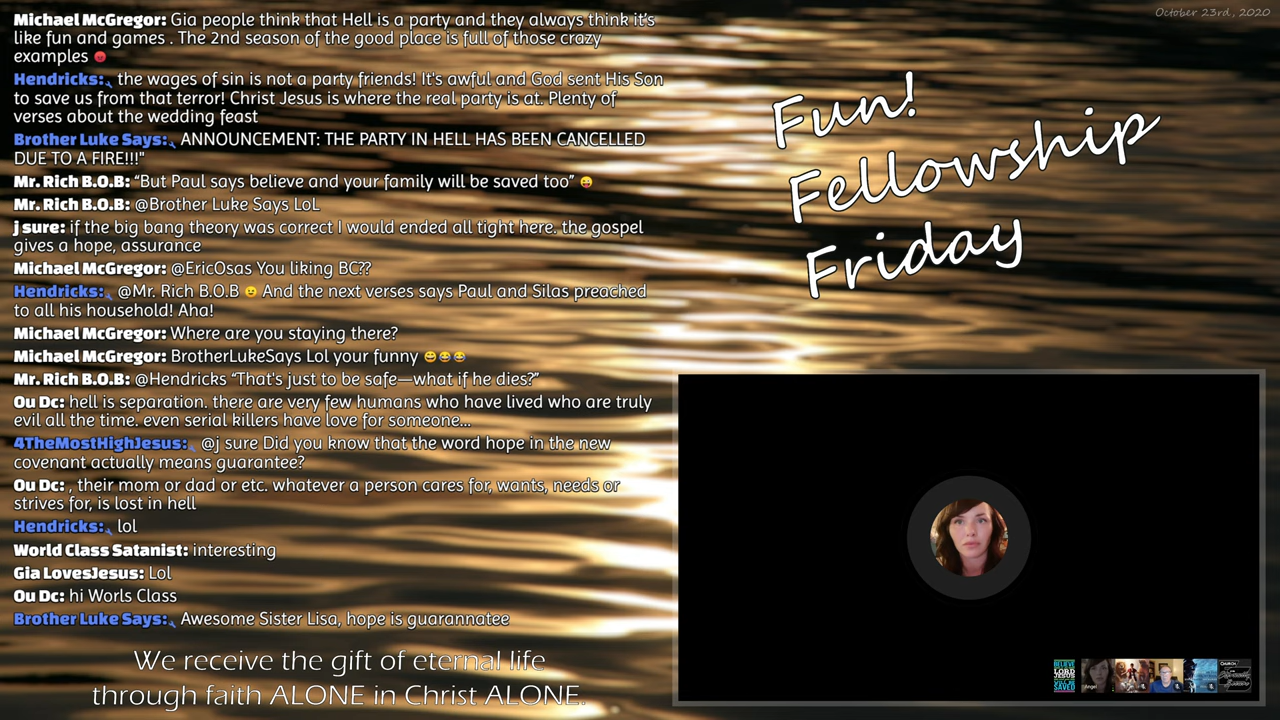 Michael McGregor: Gia people think that Hell is a party and they always think it's
like fun and games . The 2nd season of the good place is full of those crazy
examples 😡
Hendricks: the wages of sin is not a party friends! It's awful and God sent His Son
to save us from that terror! Christ Jesus is where the real party is at. Plenty of
verses about the wedding feast
Brother Luke Says: ANNOUNCEMENT: THE PARTY IN HELL HAS BEEN CANCELLED
DUE TO A FIRE!!!"
Mr. Rich B.O.B: “But Paul says believe and your family will be saved too” 😜
Mr. Rich B.O.B: @Brother Luke Says LoL
j sure: if the big bang theory was correct I would ended all tight here. the gospel
gives a hope, assurance
Michael McGregor: @EricOsas You liking BC??
Hendricks: @Mr. Rich B.O.B 😉 And the next verses says Paul and Silas preached
to all his household! Aha!
Michael McGregor: Where are you staying there?
Michael McGregor: BrotherLukeSays Lol your funny 😀😂😂
Mr. Rich B.O.B: @Hendricks “That's just to be safe—what if he dies?”
Ou Dc: hell is separation. there are very few humans who have lived who are truly
evil all the time. even serial killers have love for someone...
4TheMostHighJesus: @j sure Did you know that the word hope in the new
covenant actually means guarantee?
Ou Dc: , their mom or dad or etc. whatever a person cares for, wants, needs or
strives for, is lost in hell
Hendricks: lol
World Class Satanist: interesting
Gia LovesJesus: Lol
Ou Dc: hi Worls Class
Brother Luke Says: Awesome Sister Lisa, hope is guarannatee
We receive the gift of eternal life
through faith ALONE in Christ ALONE.
October 23rd, 2020
Fun!
Fellowship
Friday
BELIEVE
LORD
JESUS
SAVED
Angel
CHURCH